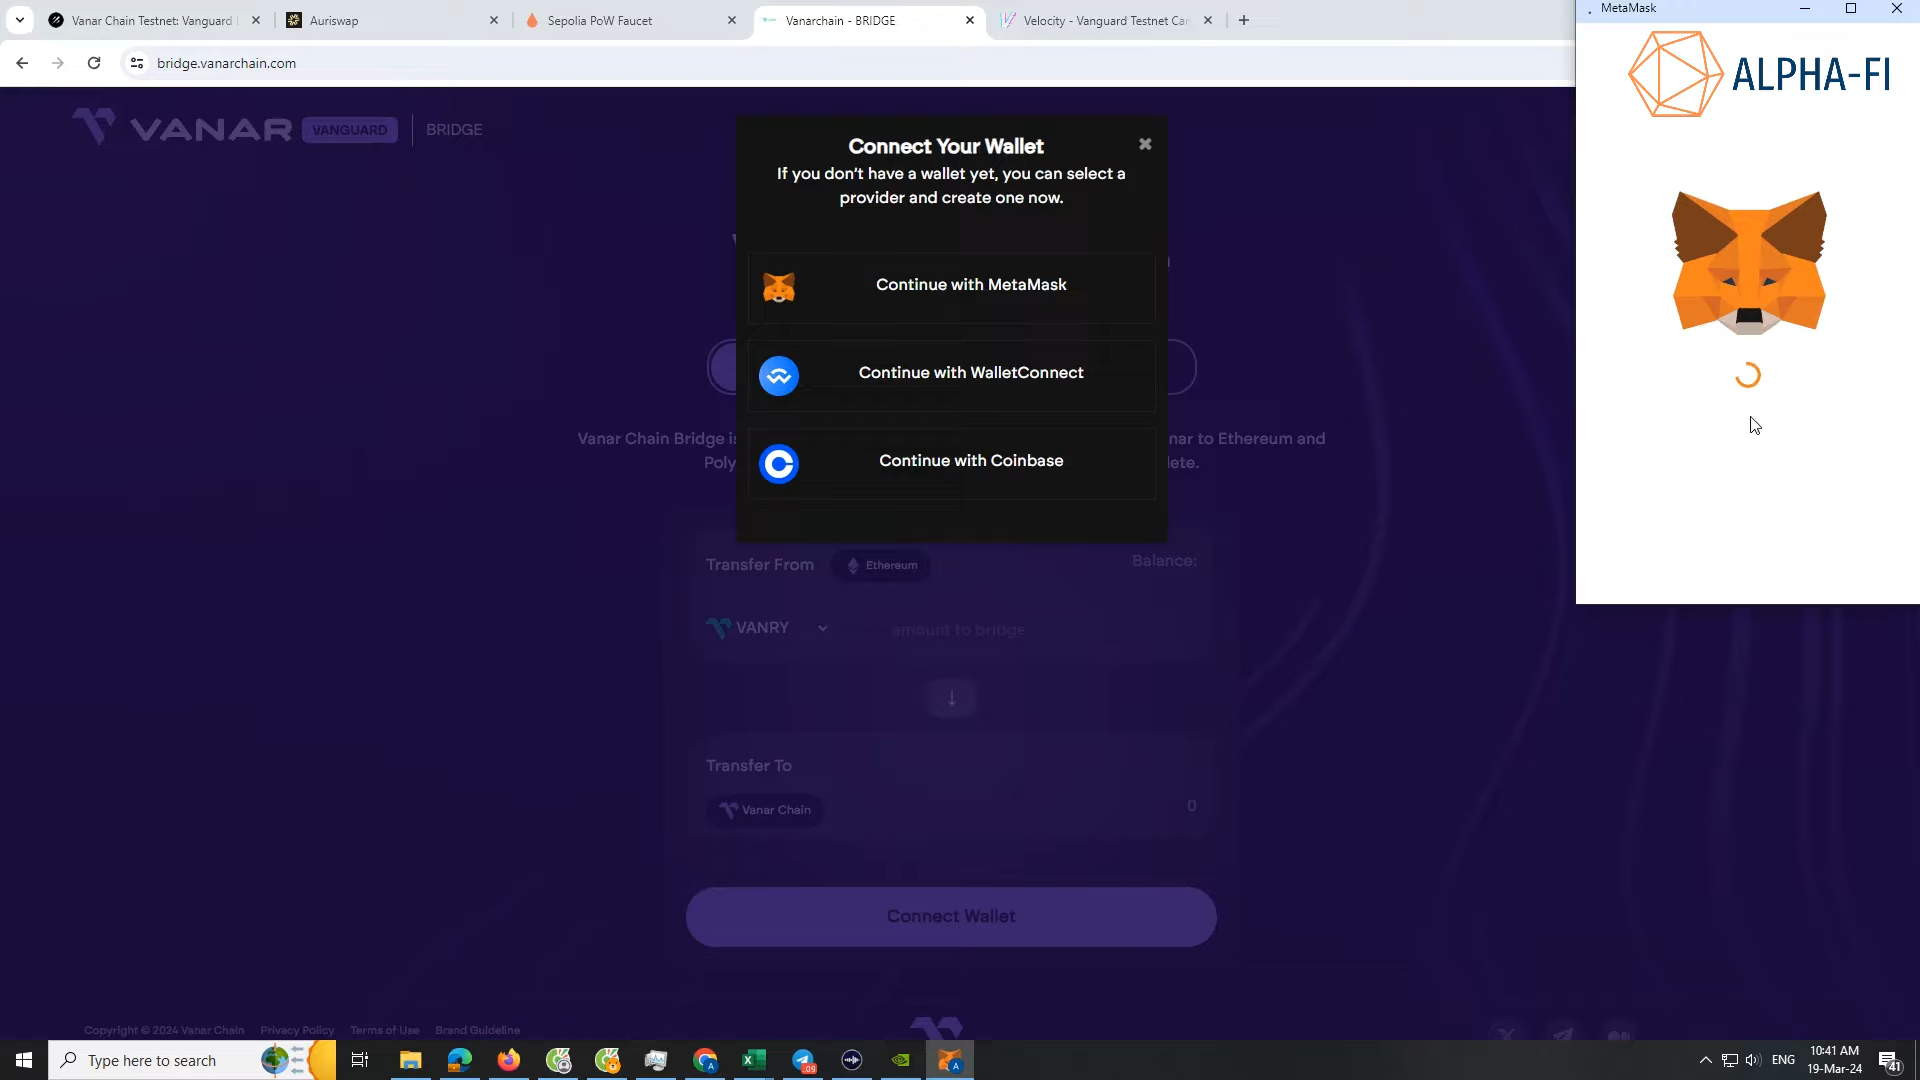 Vanar Chain Testnet: Vanguard
Auriswap
Sepolia PoW Faucet
Vanarchain - BRIDGE
Velocity - Vanguard Testnet Can
MetaMask
bridge.vanarchain.com
ALPHA-FI
VANAR VANGUARD BRIDGE
Connect Your Wallet
If you don't have a wallet yet, you can select a
provider and create one now.
Continue with MetaMask
Continue with WalletConnect
Continue with Coinbase
Vanar Chain Bridge is
nar to Ethereum and
Poly
lete.
Transfer From
Ethereum
Balance:
VANRY
amount to bridge
Transfer To
Vanar Chain
0
Connect Wallet
Copyright © 2024 Vanar Chain
Privacy Policy
Terms of Use
Brand Guideline
Type here to search
ENG
10:41 AM
19-Mar-24
41